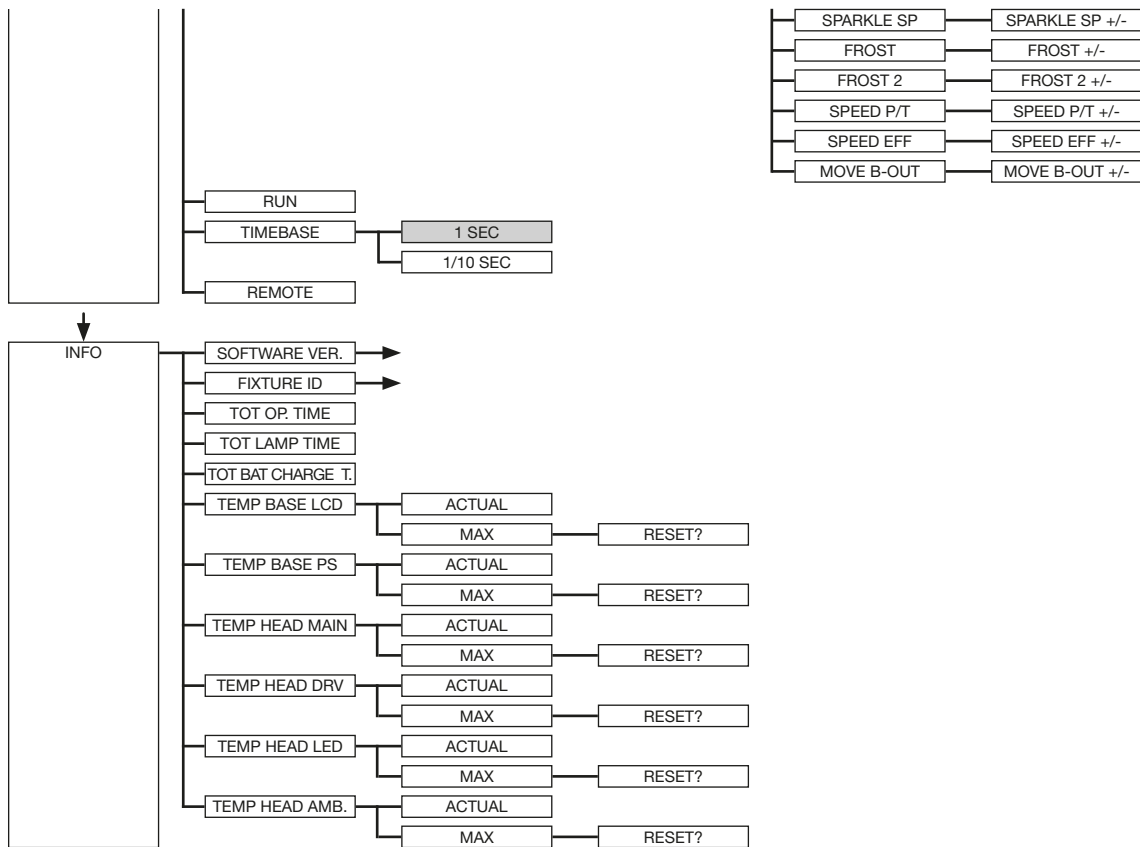 SPARKLE SP SPARKLE SP +/-
FROST FROST +/-
FROST 2 FROST 2 +/-
SPEED P/T SPEED P/T +/-
SPEED EFF SPEED EFF +/-
MOVE B-OUT MOVE B-OUT +/-
RUN
TIMEBASE 1 SEC
1/10 SEC
REMOTE
INFO SOFTWARE VER.
FIXTURE ID
TOT OP. TIME
TOT LAMP TIME
TOT BAT CHARGE T.
TEMP BASE LCD ACTUAL
MAX RESET?
TEMP BASE PS ACTUAL
MAX RESET?
TEMP HEAD MAIN ACTUAL
MAX RESET?
TEMP HEAD DRV ACTUAL
MAX RESET?
TEMP HEAD LED ACTUAL
MAX RESET?
TEMP HEAD AMB. ACTUAL
MAX RESET?